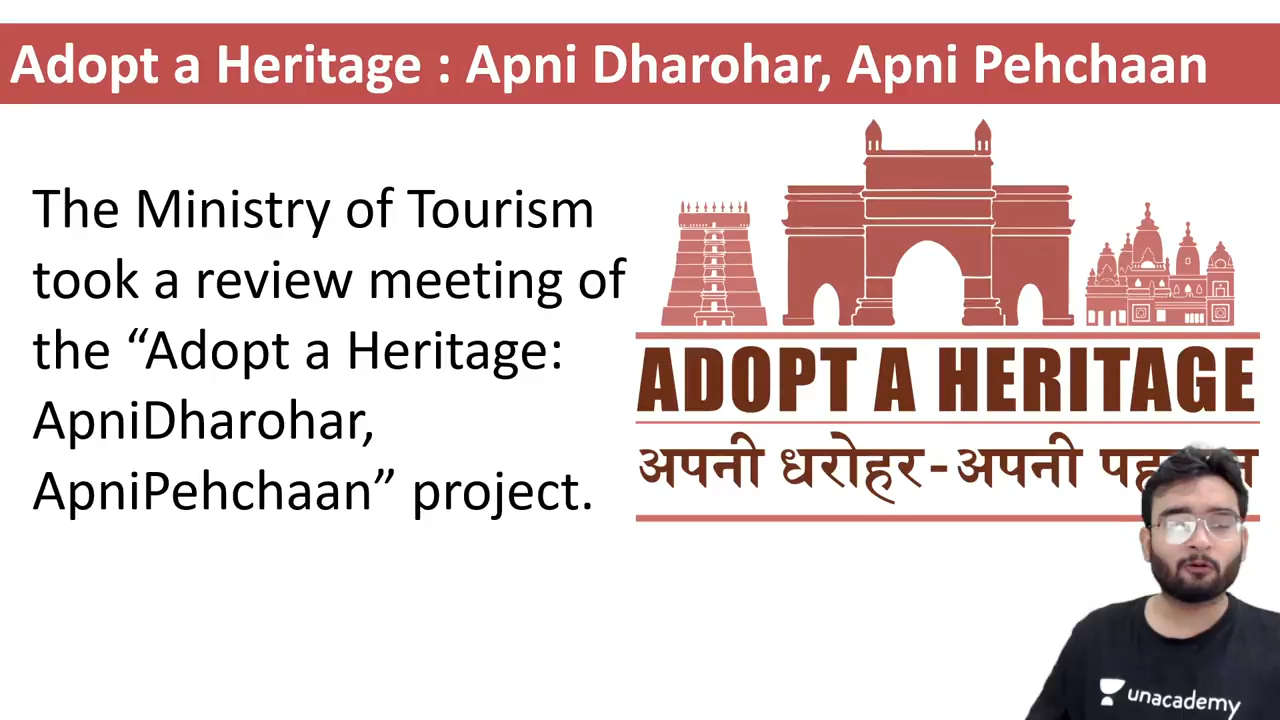 Adopt a Heritage : Apni Dharohar, Apni Pehchaan
The Ministry of Tourism
took a review meeting of
the “Adopt a Heritage:
ApniDharohar,
ApniPehchaan” project.
ADOPT A HERITAGE
अपनी धरोहर-अपनी
unacademy